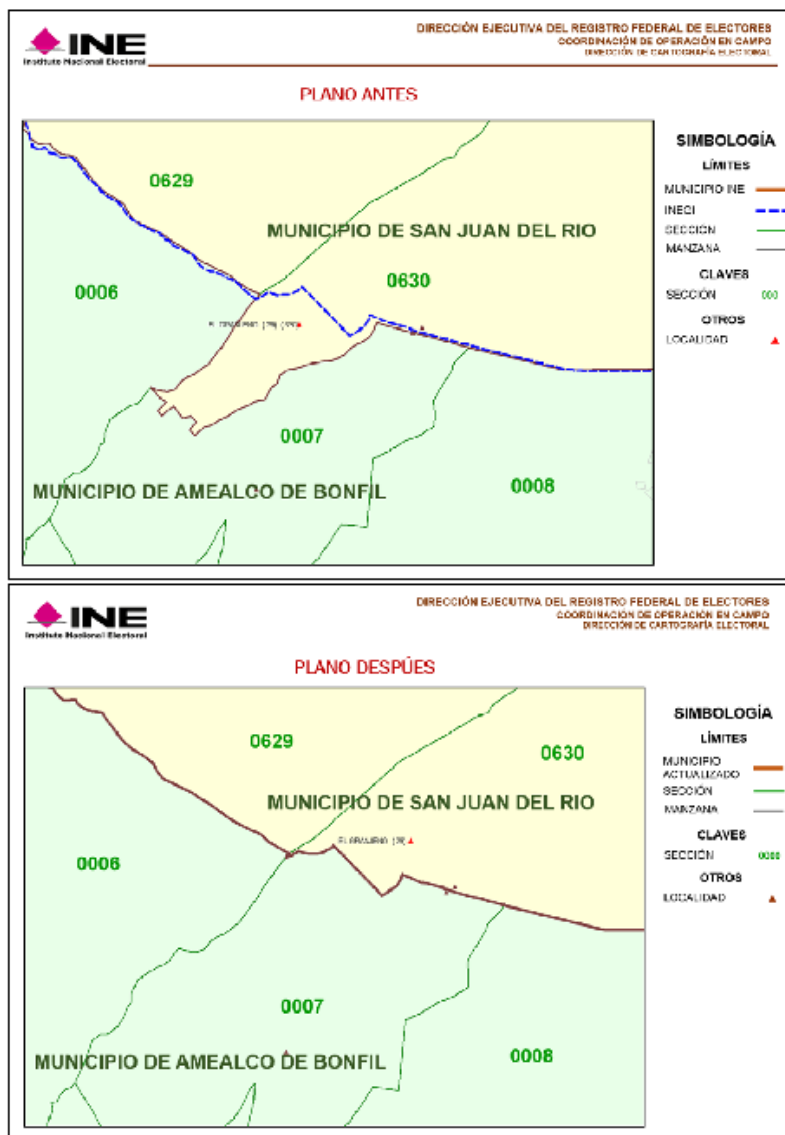 INE
Instituto Nacional Electoral
DIRECCIÓN EJECUTIVA DEL REGISTRO FEDERAL DE ELECTORES
COORDINACIÓN DE OPERACIÓN EN CAMPO
DIRECCIÓN DE CARTOGRAFÍA ELECTORAL
PLANO ANTES
0629
MUNICIPIO DE SAN JUAN DEL RIO
0006
0630
0007
MUNICIPIO DE AMEALCO DE BONFIL
0008
SIMBOLOGÍA
LÍMITES
MUNICIPIO INE
INEGI
SECCIÓN
MANZANA
CLAVES
SECCIÓN
OTROS
LOCALIDAD
INE
Instituto Nacional Electoral
DIRECCIÓN EJECUTIVA DEL REGISTRO FEDERAL DE ELECTORES
COORDINACIÓN DE OPERACIÓN EN CAMPO
DIRECCIÓN DE CARTOGRAFÍA ELECTORAL
PLANO DESPÚES
0629
0630
MUNICIPIO DE SAN JUAN DEL RIO
0006
0007
MUNICIPIO DE AMEALCO DE BONFIL
0008
SIMBOLOGÍA
LÍMITES
MUNICIPIO
ACTUALIZADO
SECCIÓN
MANZANA
CLAVES
SECCIÓN
OTROS
LOCALIDAD